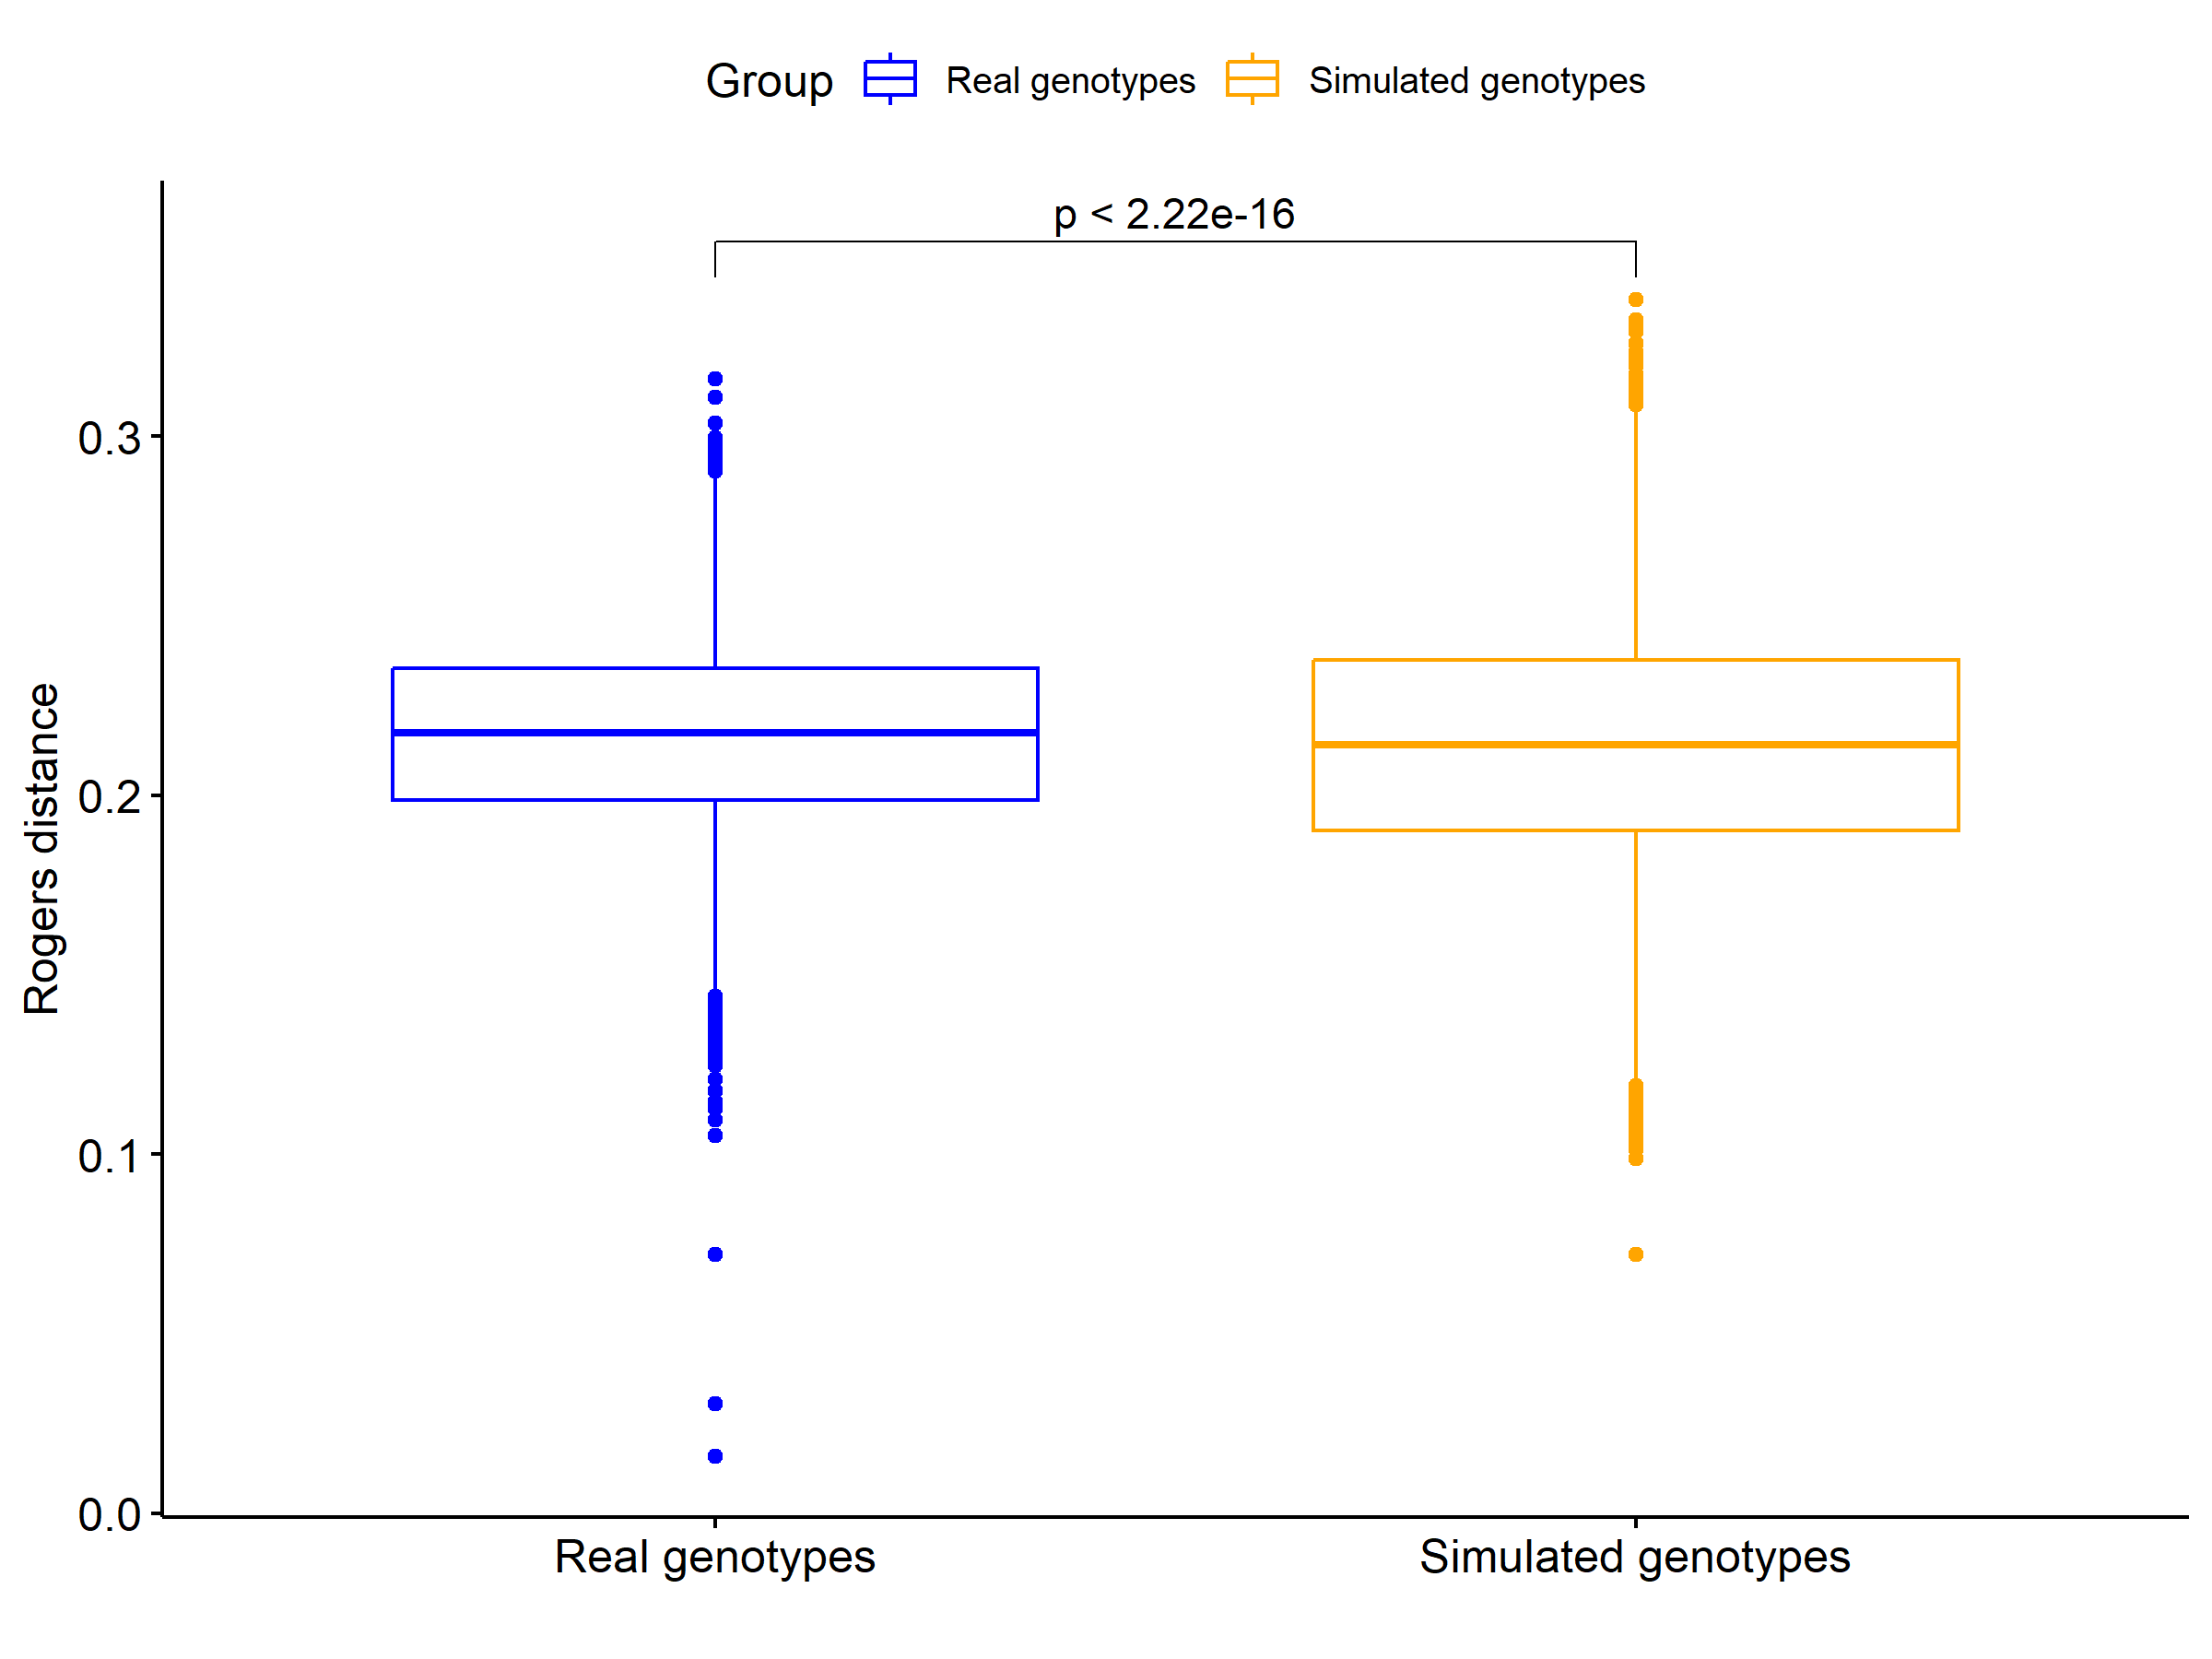 Group Real genotypes Simulated genotypes
p < 2.22e-16
0.3
0.2
0.1
0.0
Rogers distance
Real genotypes Simulated genotypes